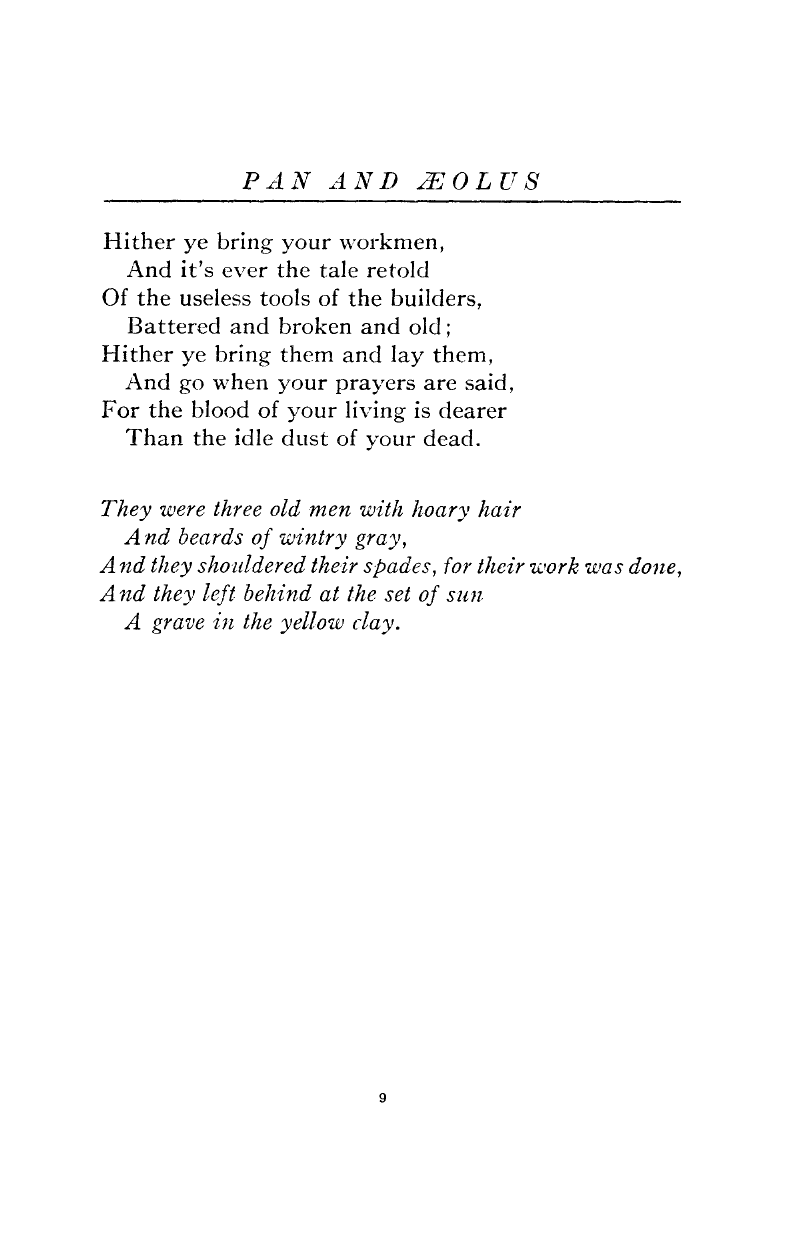 PAN AND ÆOLUS
Hither ye bring your workmen,
And it's ever the tale retold
Of the useless tools of the builders,
Battered and broken and old;
Hither ye bring them and lay them,
And go when your prayers are said,
For the blood of your living is dearer
Than the idle dust of your dead.
They were three old men with hoary hair
And beards of wintry gray,
And they shouldered their spades, for their work was done,
And they left behind at the set of sun
A grave in the yellow clay.
9